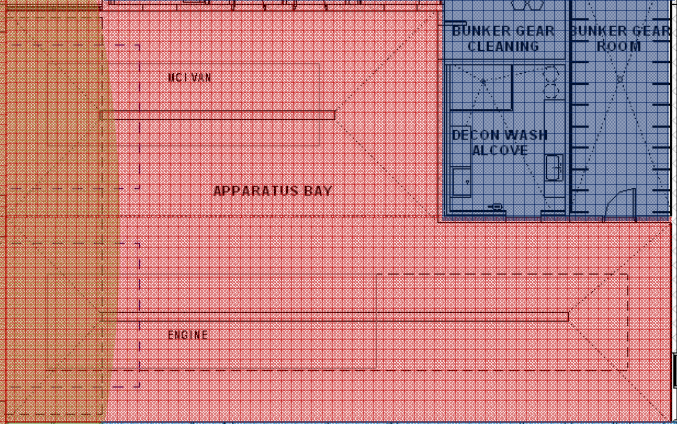 BUNKER GEAR
CLEANING
BUNKER GEAR
ROOM
MCI VAN
DECON WASH
ALCOVE
APPARATUS BAY
ENGINE